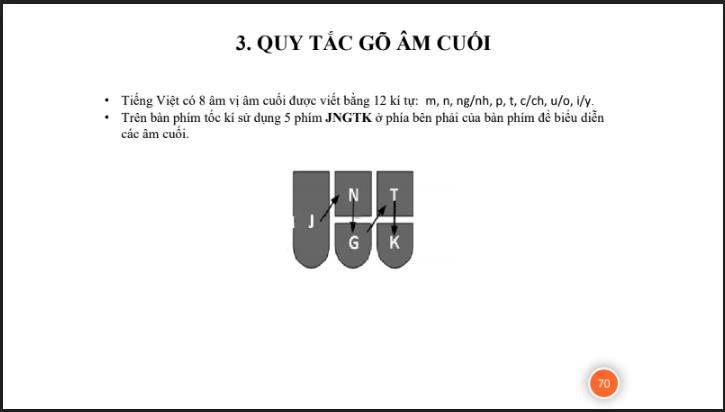 3. QUY TẮC GÕ ÂM CUỐI
• Tiếng Việt có 8 âm vị âm cuối được viết bằng 12 kí tự: m, n, ng/nh, p, t, c/ch, u/o, i/y.
• Trên bàn phím tốc kí sử dụng 5 phím JNGTK ở phía bên phải của bàn phím để biểu diễn
các âm cuối.
N T
J
G K
70